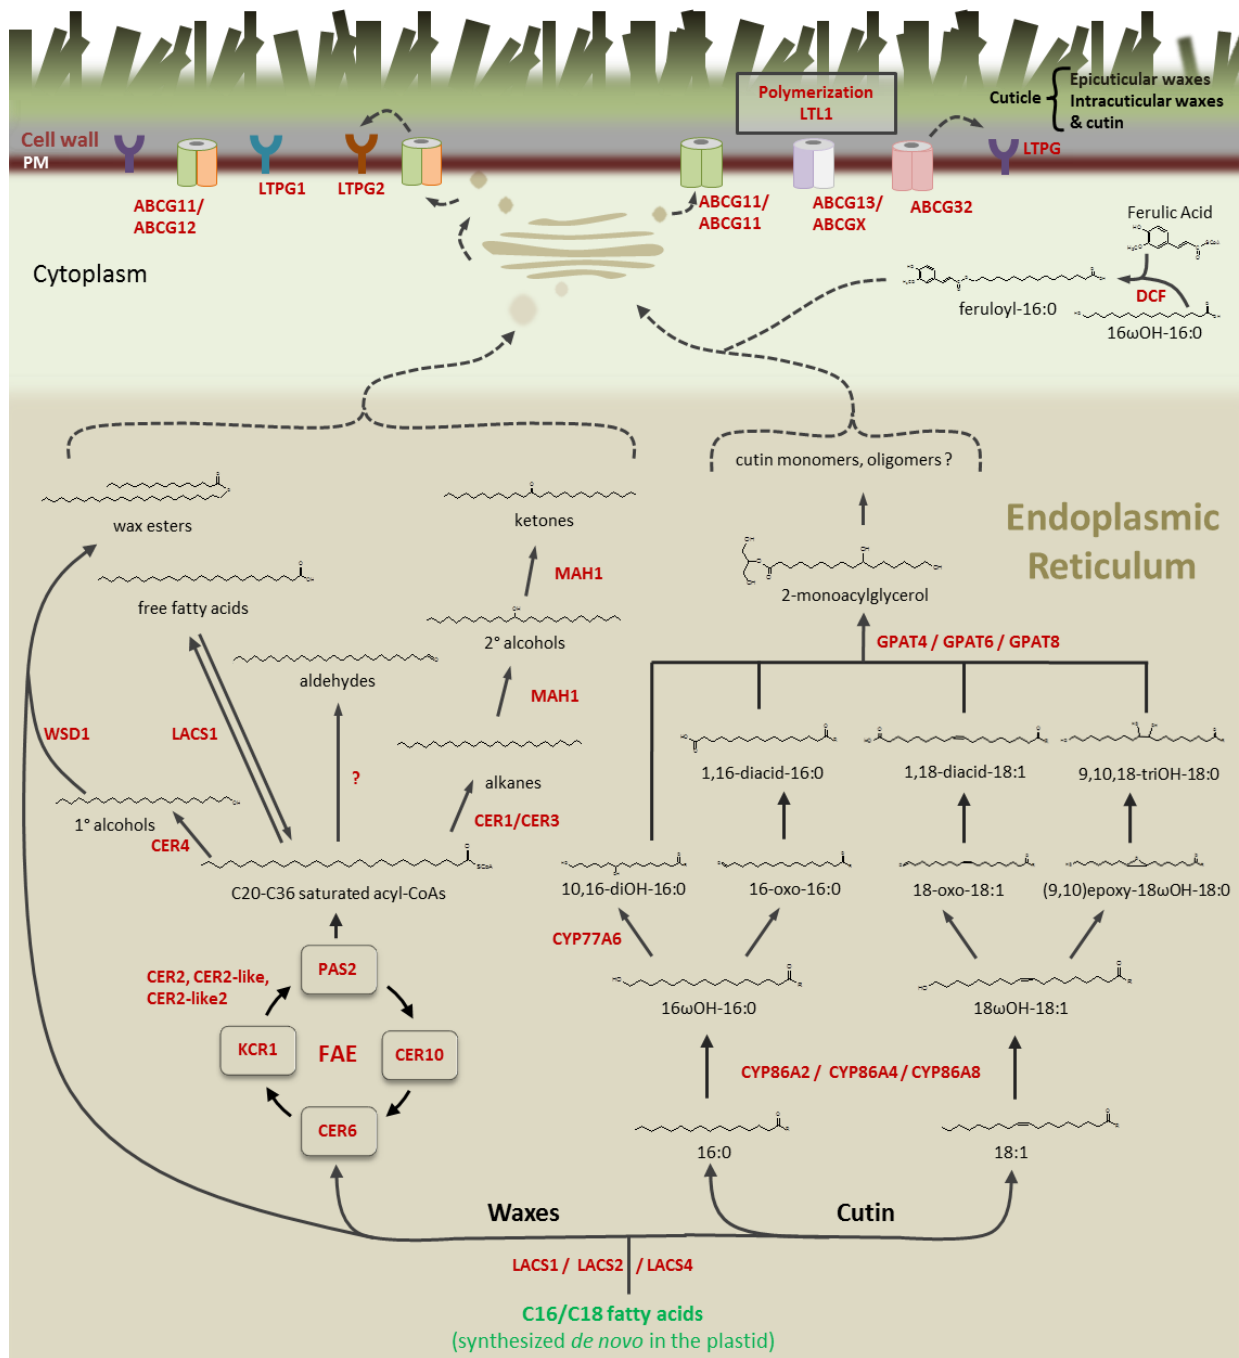 Polymerization
LTL1
Cuticle
Epicuticular waxes
Intracuticular waxes
& cutin
Cell wall
PM
LTPG1
LTPG2
LTPG
ABCG11/
ABCG12
ABCG11/
ABCG11
ABCG13/
ABCGX
ABCG32
Ferulic Acid
Cytoplasm
DCF
feruloyl-16:0
16ωOH-16:0
cutin monomers, oligomers ?
wax esters
ketones
Endoplasmic
Reticulum
MAH1
free fatty acids
2-monoacylglycerol
2° alcohols
GPAT4 / GPAT6 / GPAT8
aldehydes
MAH1
WSD1
LACS1
?
alkanes
1,16-diacid-16:0
1,18-diacid-18:1
9,10,18-triOH-18:0
1° alcohols
CER4
CER1/CER3
C20-C36 saturated acyl-CoAs
10,16-diOH-16:0
16-oxo-16:0
18-oxo-18:1
(9,10)epoxy-18ωOH-18:0
CYP77A6
PAS2
CER2, CER2-like,
CER2-like2
KCR1
FAE
CER10
CER6
16ωOH-16:0
18ωOH-18:1
CYP86A2 / CYP86A4 / CYP86A8
16:0
18:1
Waxes
Cutin
LACS1 / LACS2 / LACS4
C16/C18 fatty acids
(synthesized de novo in the plastid)